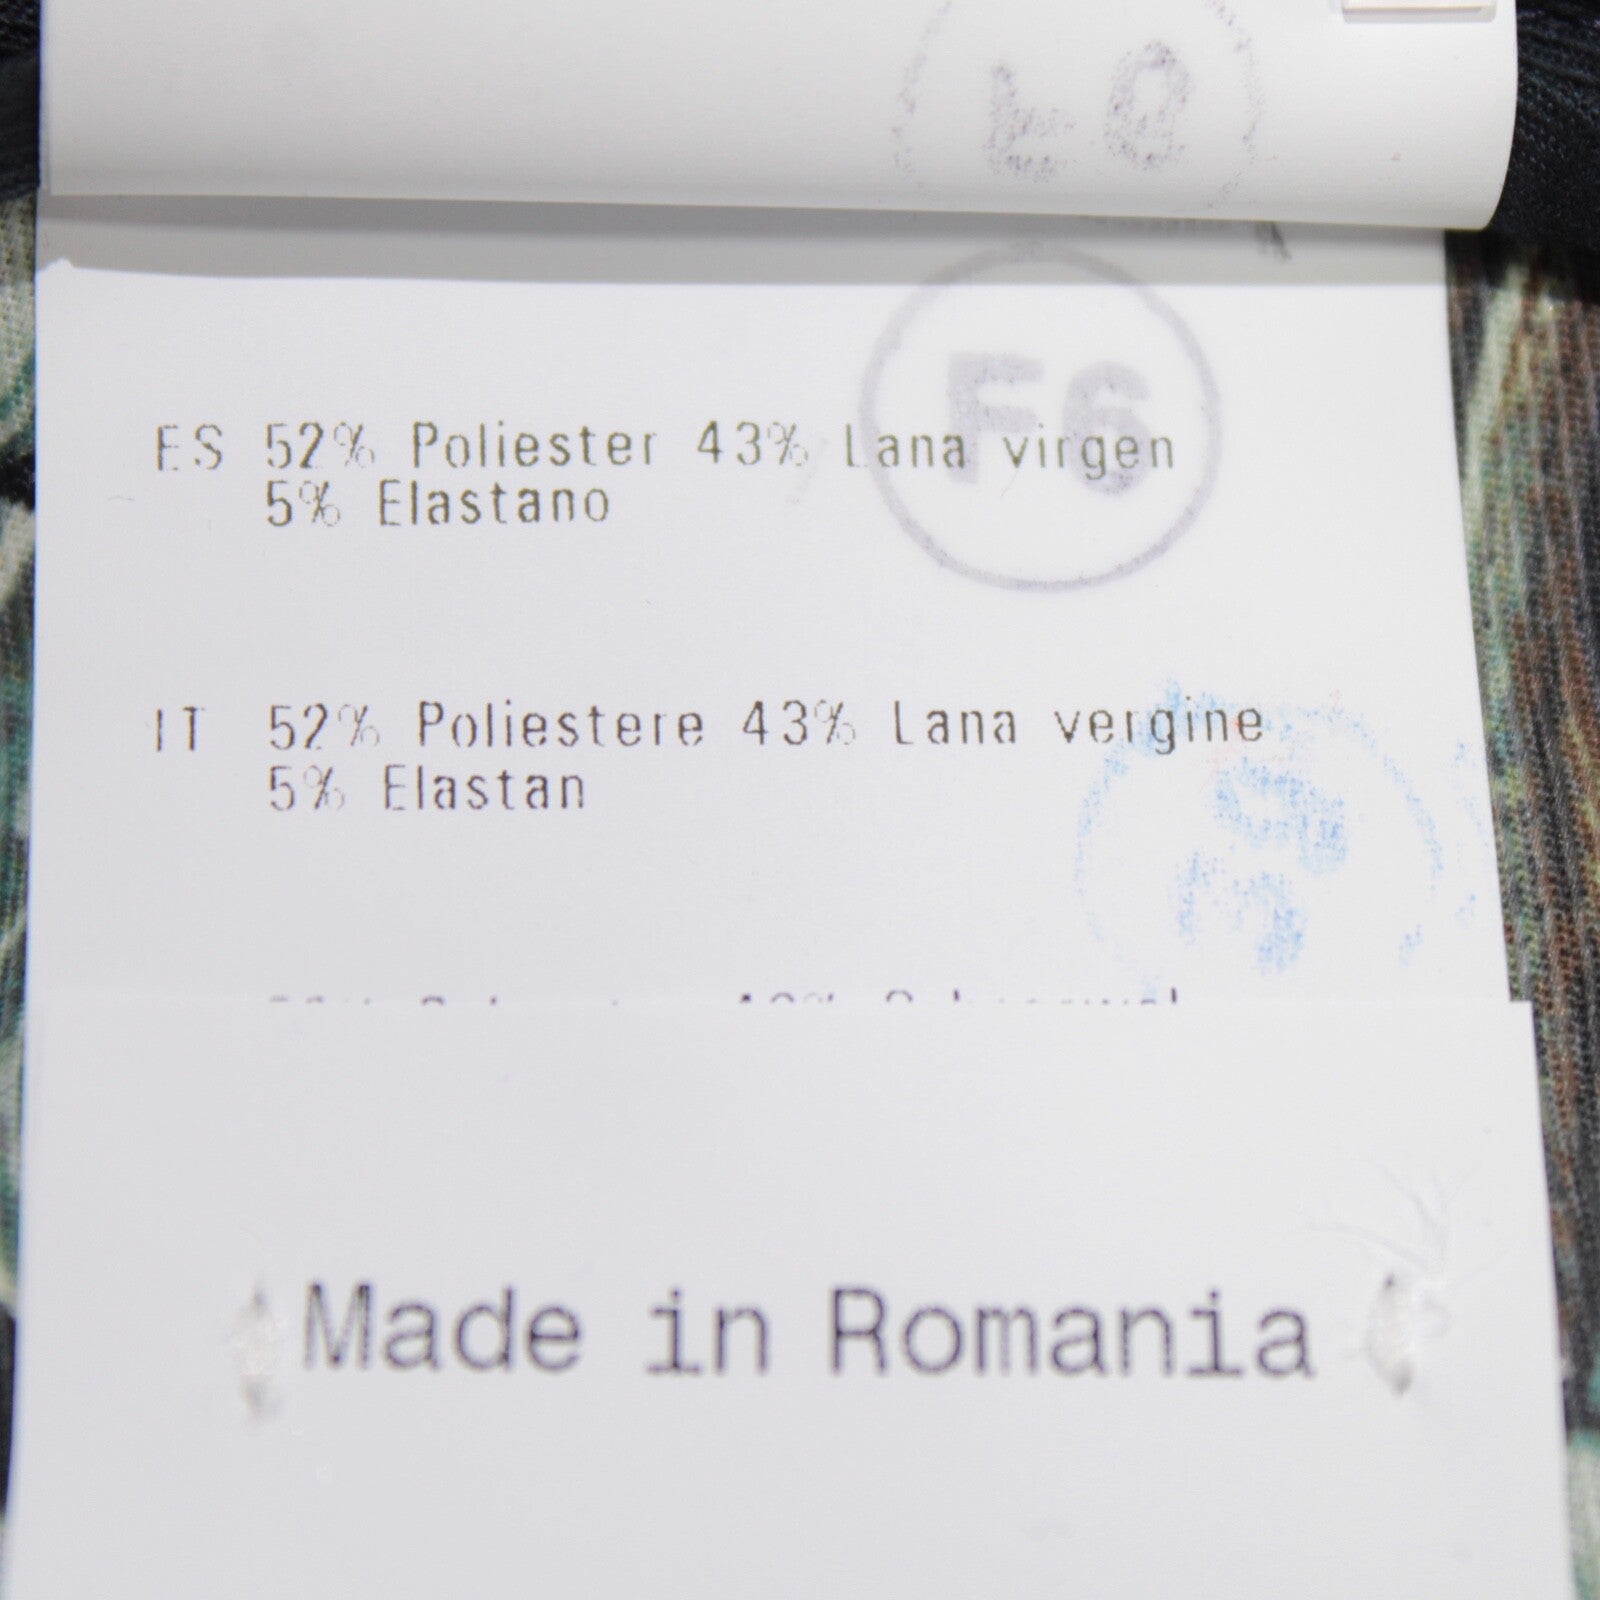 F6
ES 52% Poliester 43% Lana virgen
5% Elastano
IT 52% Poliestere 43% Lana vergine
5% Elastan
Made in Romania